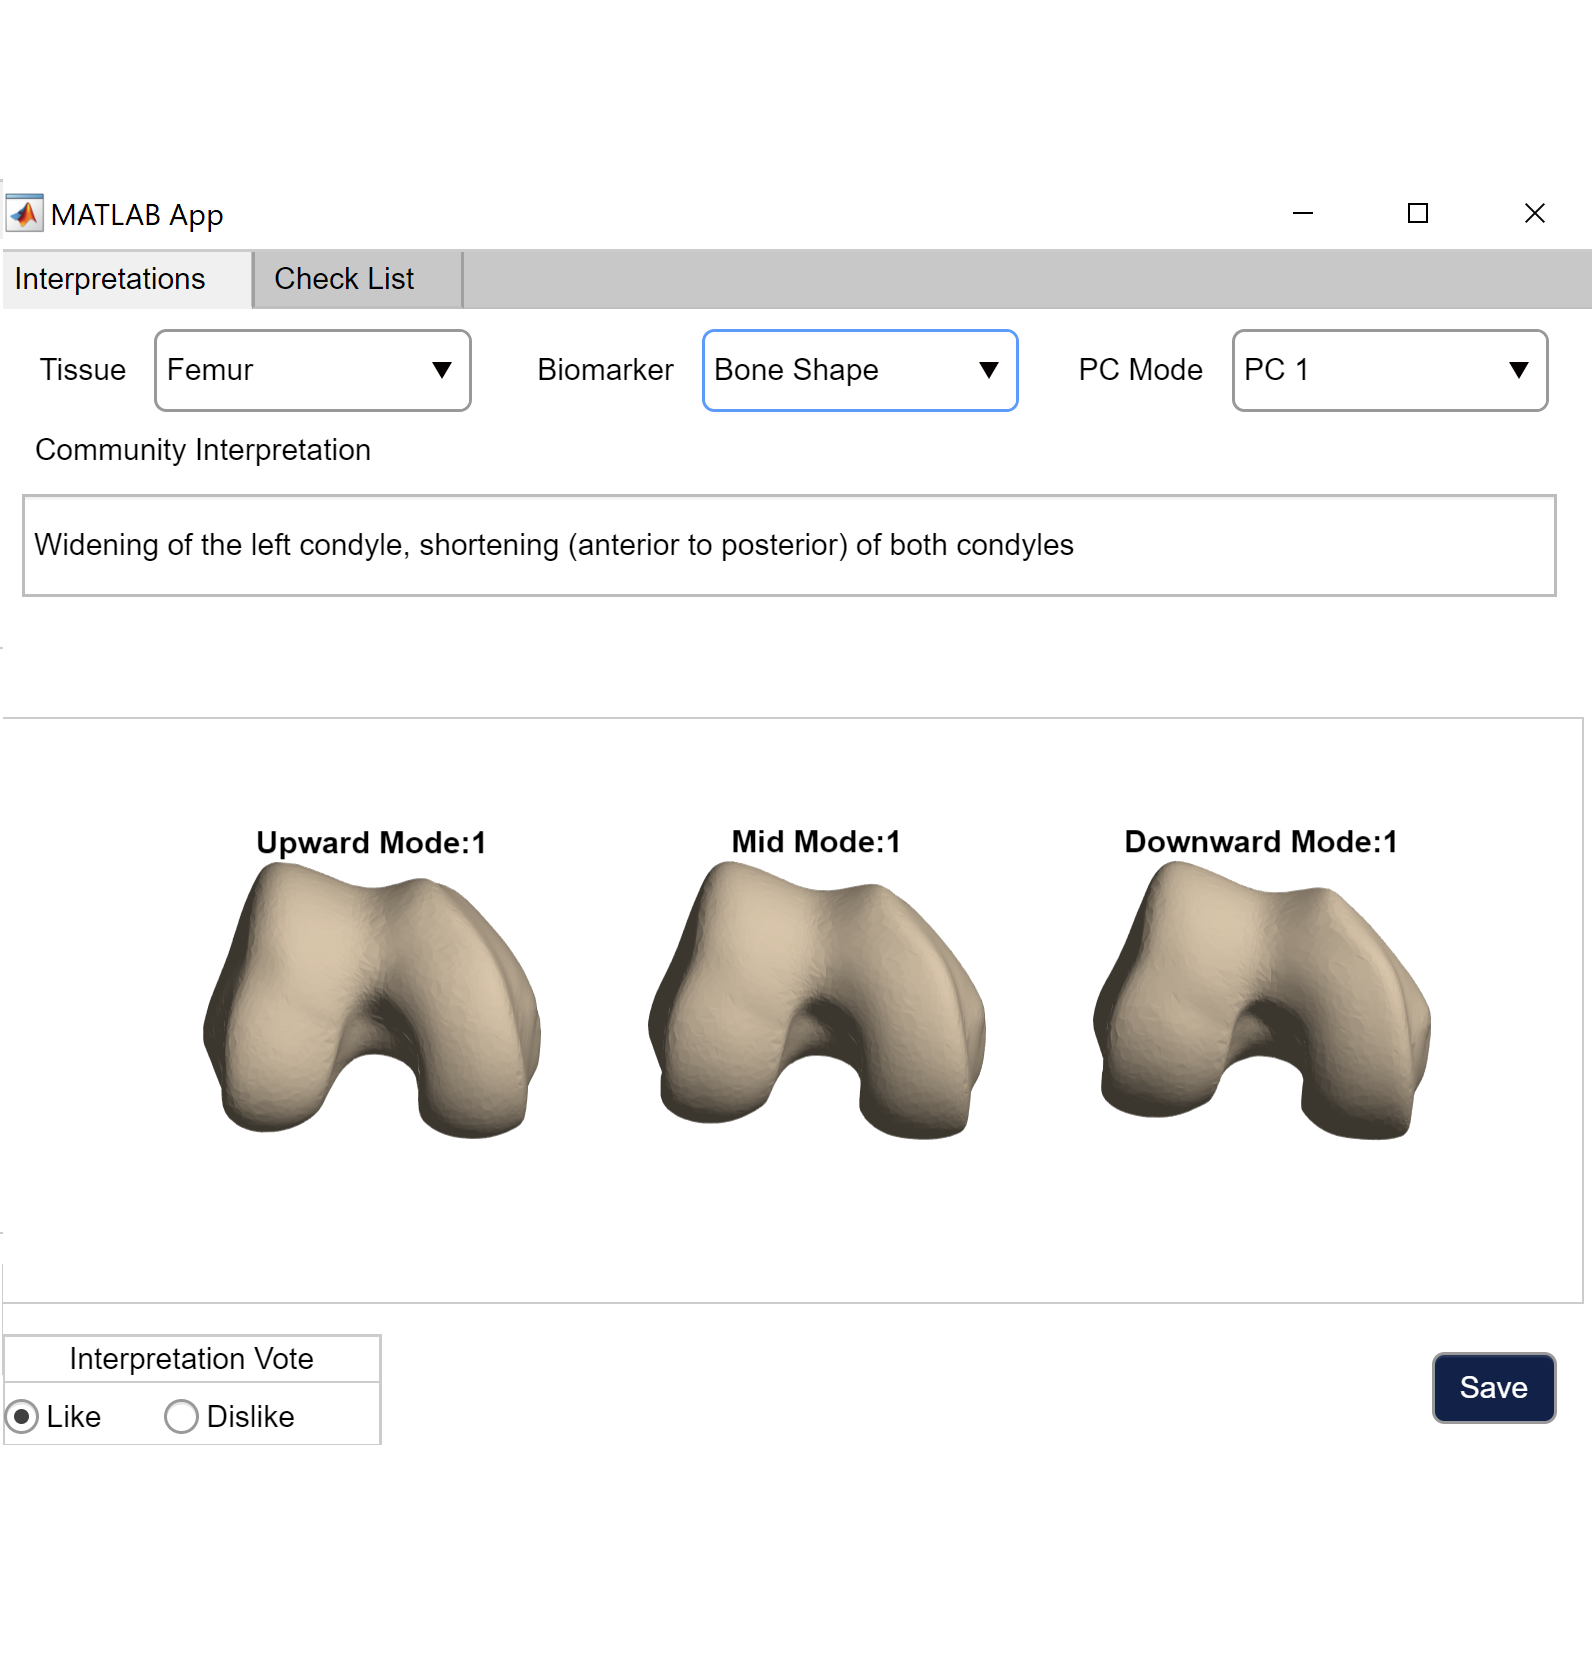 MATLAB App
Interpretations Check List
Tissue Femur Biomarker Bone Shape PC Mode PC 1
Community Interpretation
Widening of the left condyle, shortening (anterior to posterior) of both condyles
Upward Mode:1 Mid Mode:1 Downward Mode:1
Interpretation Vote
Like Dislike
Save